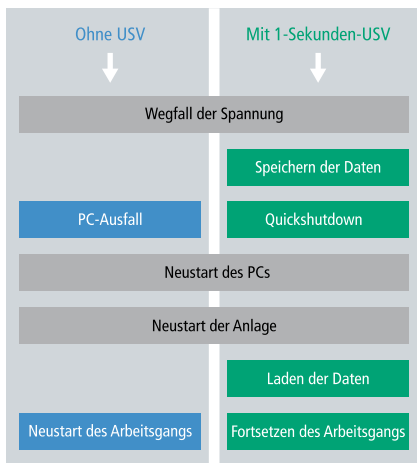 Ohne USV
Mit 1-Sekunden-USV
Wegfall der Spannung
Speichern der Daten
PC-Ausfall
Quickshutdown
Neustart des PCs
Neustart der Anlage
Laden der Daten
Neustart des Arbeitsgangs
Fortsetzen des Arbeitsgangs